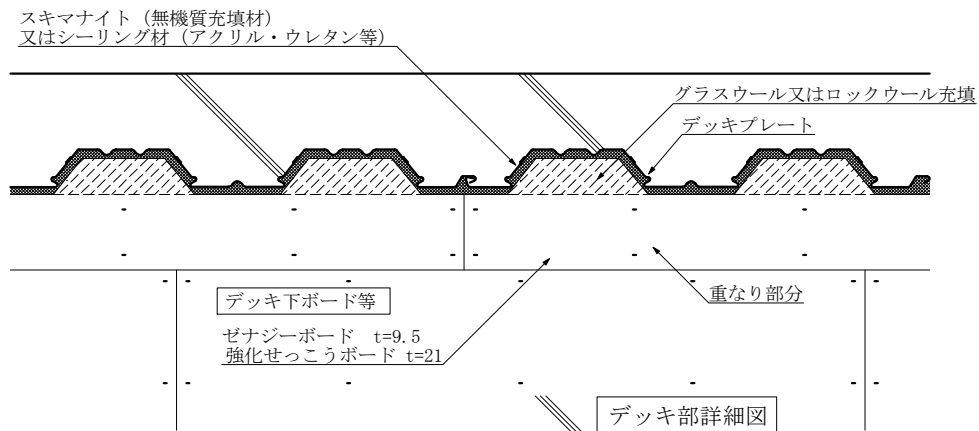 スキマナイト（無機質充填材）
又はシーリング材（アクリル・ウレタン等）
グラスウール又はロックウール充填
デッキプレート
重なり部分
デッキ下ボード等
ゼナジーボード t=9.5
強化せっこうボード t=21
デッキ部詳細図